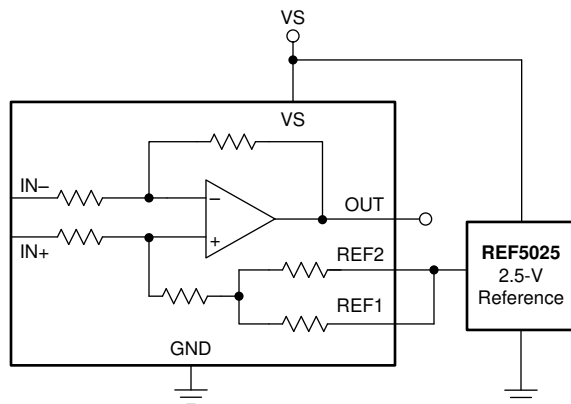 VS
VS
IN–
–
OUT
IN+
+
REF2
REF1
GND
REF5025
2.5-V
Reference